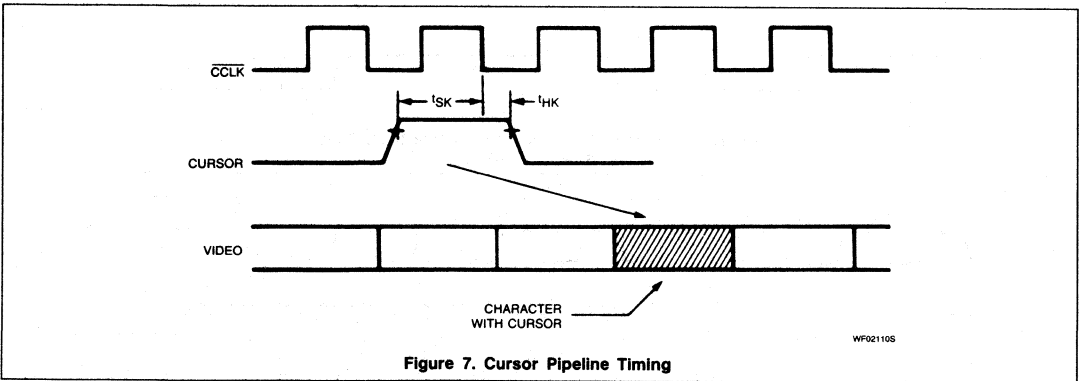 CCLK
tSK
tHK
CURSOR
VIDEO
CHARACTER
WITH CURSOR
WF02110S
Figure 7. Cursor Pipeline Timing